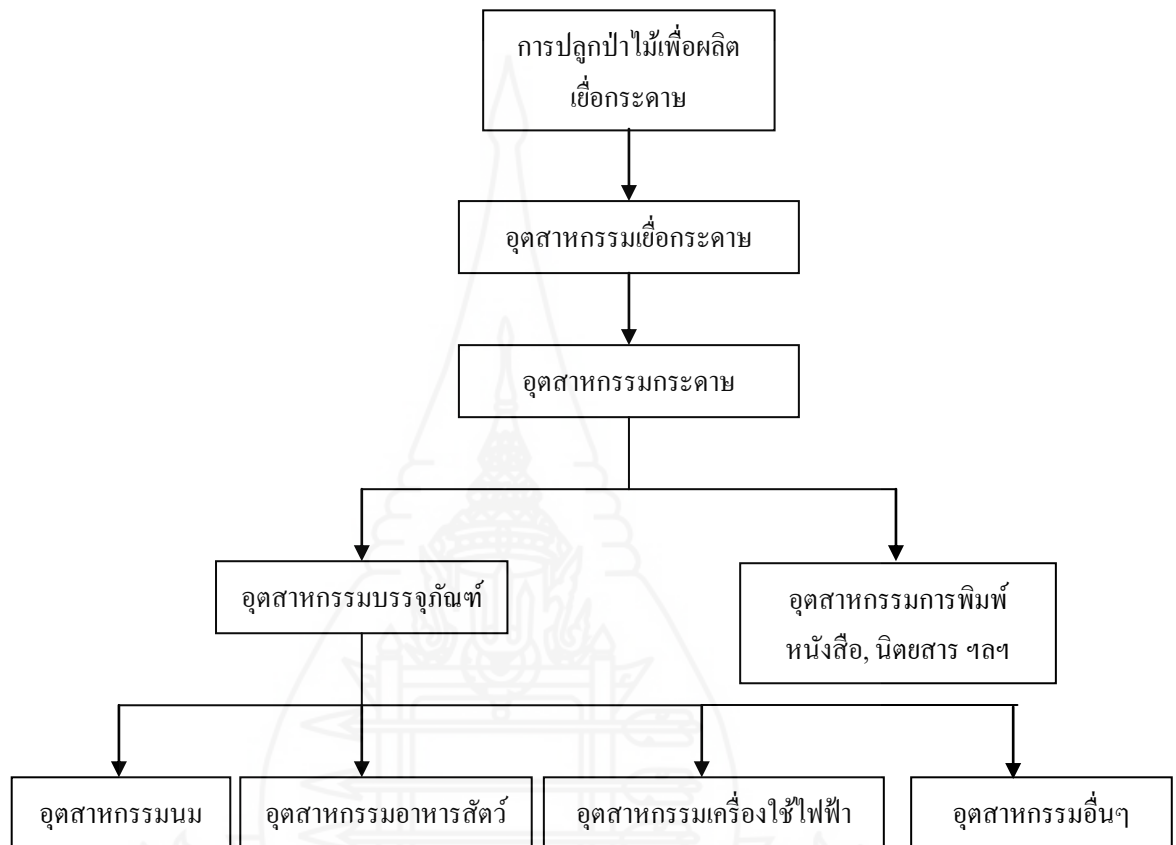 การปลูกป่าไม้เพื่อผลิต
เยื่อกระดาษ
อุตสาหกรรมเยื่อกระดาษ
อุตสาหกรรมกระดาษ
อุตสาหกรรมบรรจุภัณฑ์
อุตสาหกรรมการพิมพ์
หนังสือ, นิตยสาร ฯลฯ
อุตสาหกรรมนม
อุตสาหกรรมอาหารสัตว์
อุตสาหกรรมเครื่องใช้ไฟฟ้า
อุตสาหกรรมอื่นๆ